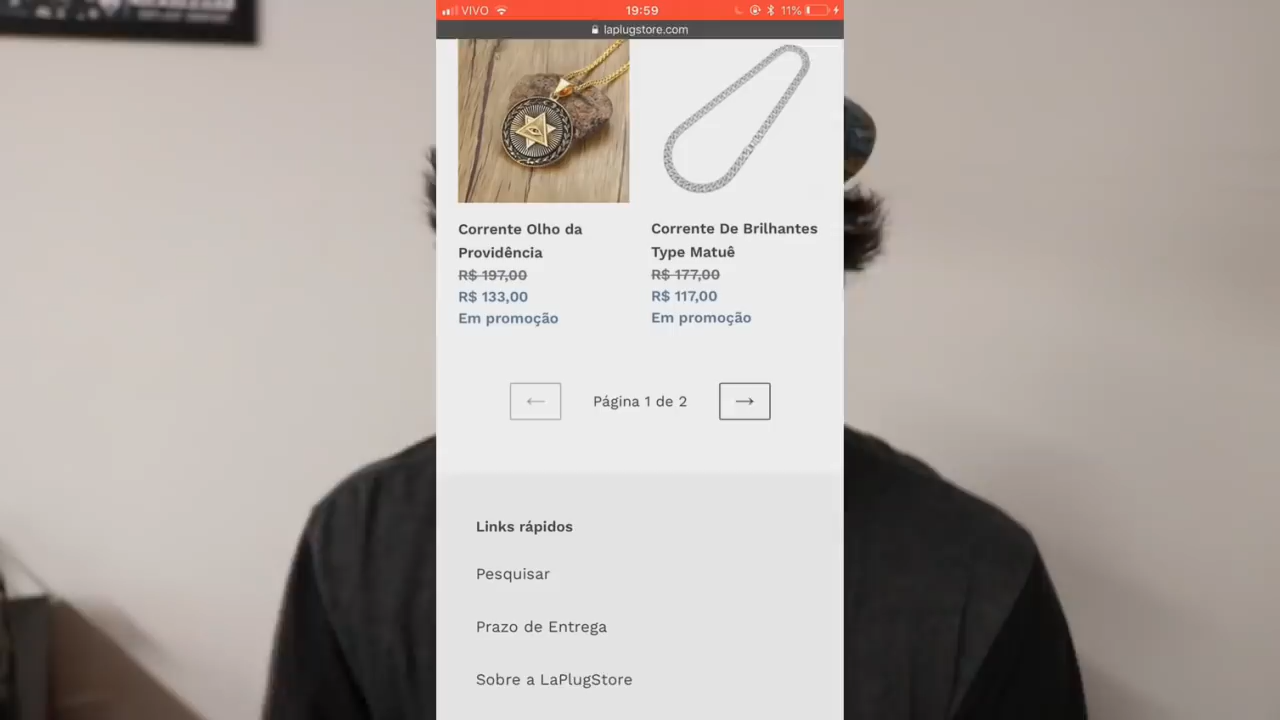 VIVO
19:59
11%
laplugstore.com
Corrente Olho da
Providência
R$ 197,00
R$ 133,00
Em promoção
Corrente De Brilhantes
Type Matuê
R$ 177,00
R$ 117,00
Em promoção
← Página 1 de 2 →
Links rápidos
Pesquisar
Prazo de Entrega
Sobre a LaPlugStore